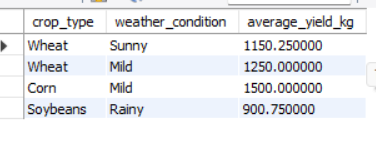 crop_type weather_condition average_yield_kg
Wheat Sunny 1150.250000
Wheat Mild 1250.000000
Corn Mild 1500.000000
Soybeans Rainy 900.750000